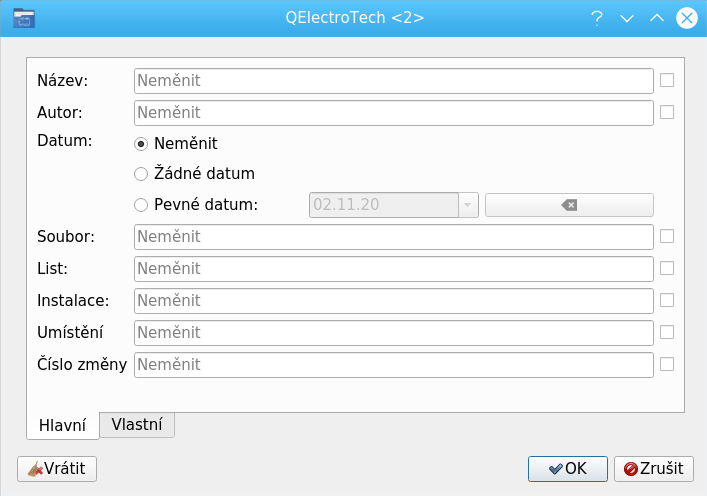 QElectroTech <2>
Název: Neměnit
Autor: Neměnit
Datum: Neměnit
Žádné datum
Pevné datum: 02.11.20
Soubor: Neměnit
List: Neměnit
Instalace: Neměnit
Umístění Neměnit
Číslo změny Neměnit
Hlavní Vlastní
Vrátit OK Zrušit